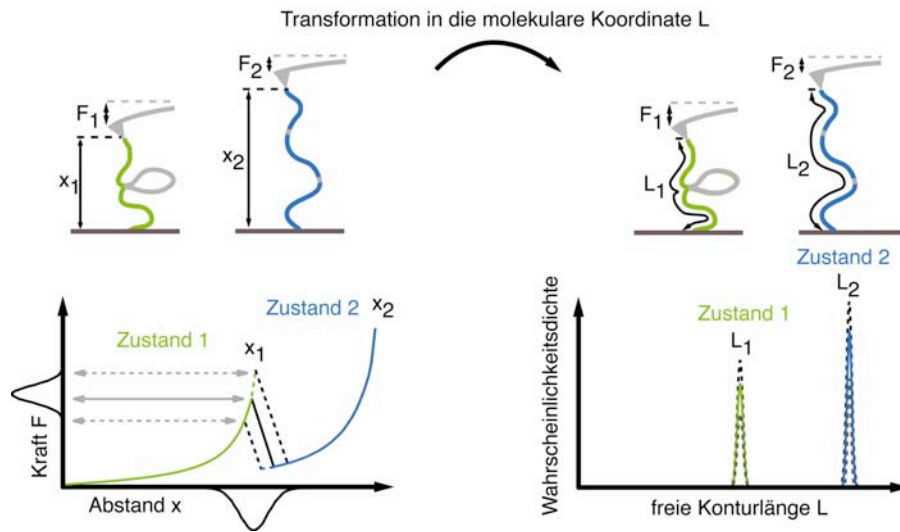 Transformation in die molekulare Koordinate L
F1
x1
F2
x2
F1
L1
F2
L2
Zustand 1
Zustand 2
x1
x2
Kraft F
Abstand x
Zustand 2
Zustand 1
L1
L2
Wahrscheinlichkeitsdichte
freie Konturlänge L